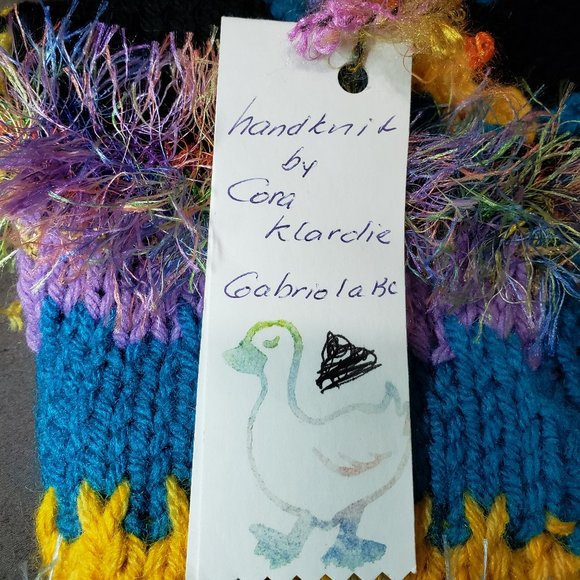 handknit
by
Cora
Klardie
Gabriola BC